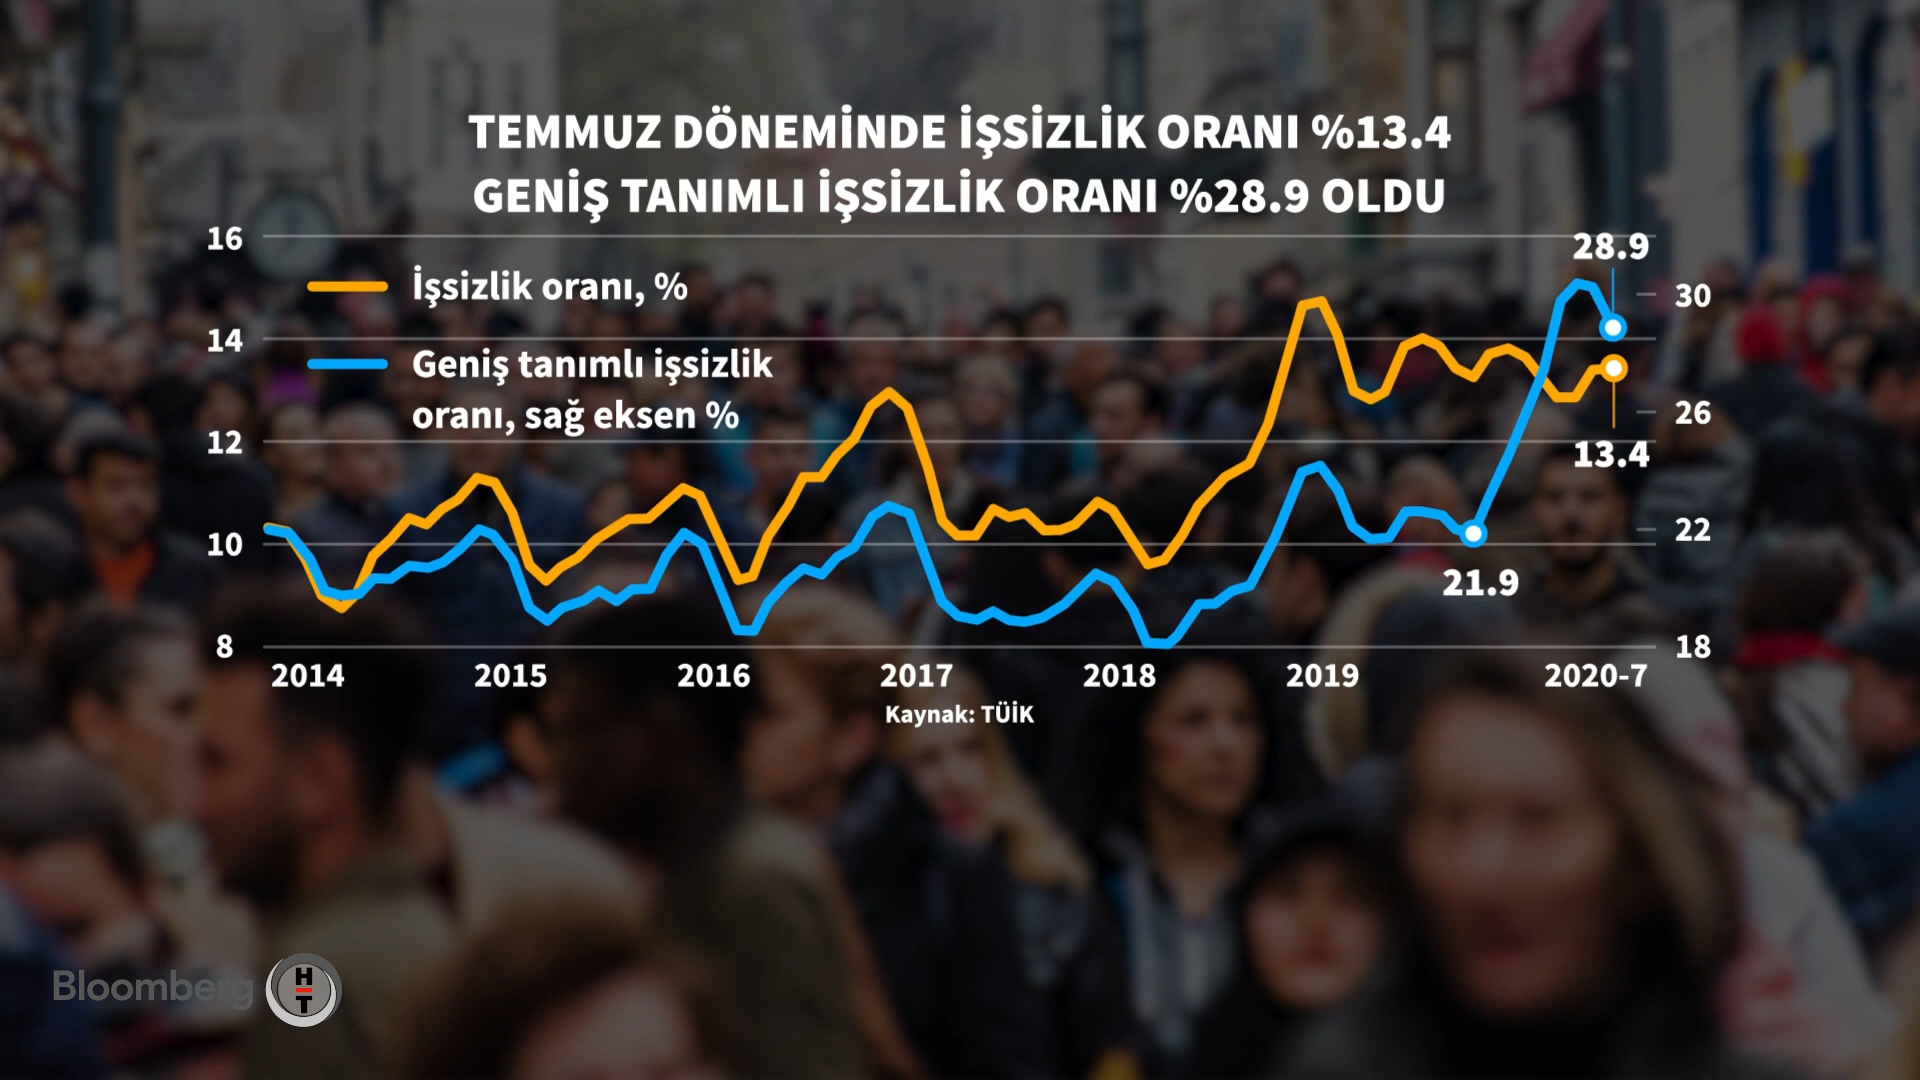 TEMMUZ DÖNEMİNDE İŞSİZLİK ORANI %13.4
GENİŞ TANIMLI İŞSİZLİK ORANI %28.9 OLDU
16
14
12
10
8
İşsizlik oranı, %
Geniş tanımlı işsizlik
oranı, sağ eksen %
28.9
13.4
21.9
30
26
22
18
2014 2015 2016 2017 2018 2019 2020-7
Kaynak: TÜİK
Bloomberg HT